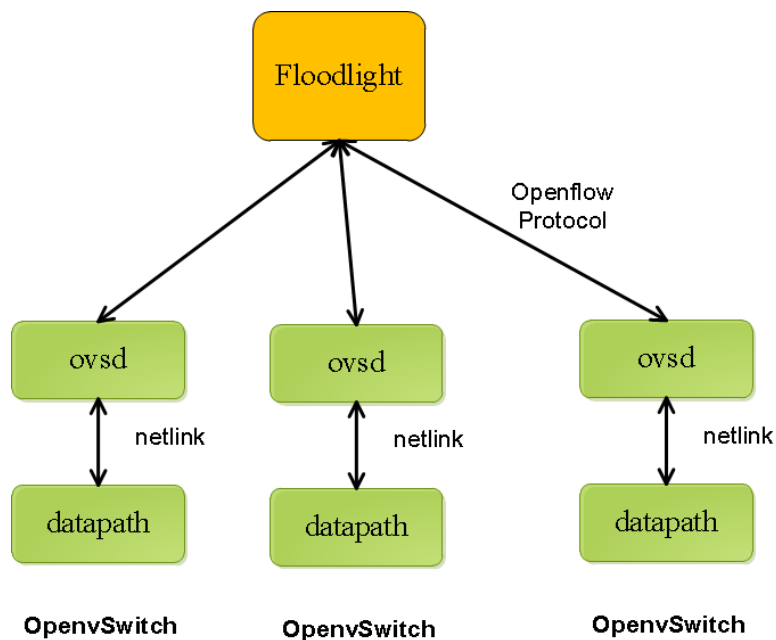 Floodlight
Openflow
Protocol
ovsd
ovsd
ovsd
netlink
netlink
netlink
datapath
datapath
datapath
OpenvSwitch
OpenvSwitch
OpenvSwitch